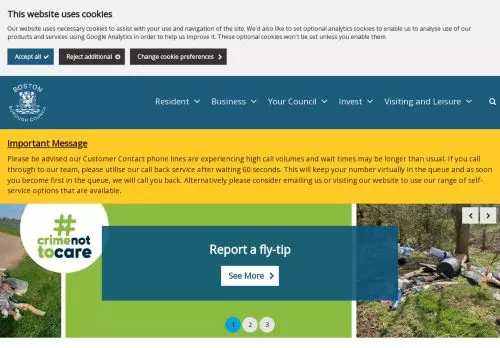 This website uses cookies
Our website uses necessary cookies to assist with your use and navigation of the site. We'd also like to set optional analytics cookies to enable us to analyse use of our
products and services using Google Analytics in order to help us improve it. These optional cookies won't be set unless you enable them.
Accept all
Reject additional
Change cookie preferences
BOSTON
BOROUGH COUNCIL
Resident
Business
Your Council
Invest
Visiting and Leisure
Important Message
Please be advised our Customer Contact phone lines are experiencing high call volumes and wait times may be longer than usual. If you call
through to our team, please utilise our call back service after waiting 60 seconds. This will keep your number virtually in the queue and as soon
you become first in the queue, we will call you back. Alternatively please consider emailing us or visiting our website to use our range of self-
service options that are available.
#
crimenot
tocare
Report a fly-tip
See More
1 2 3